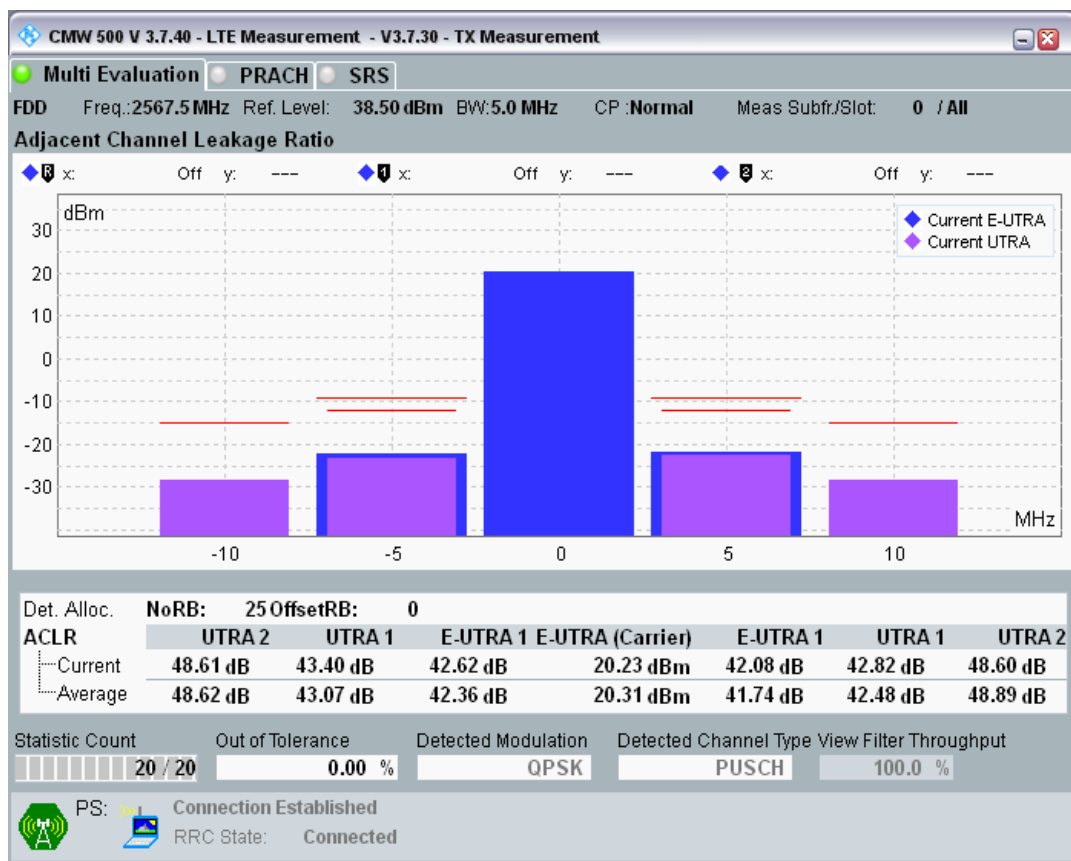 CMW 500 V 3.7.40 - LTE Measurement - V3.7.30 - TX Measurement
Multi Evaluation PRACH SRS
FDD Freq.:2567.5 MHz Ref. Level: 38.50 dBm BW:5.0 MHz CP :Normal Meas Subfr./Slot: 0 / All
Adjacent Channel Leakage Ratio
R x: Off y: --- 1 x: Off y: --- 2 x: Off y: ---
dBm
Current E-UTRA
Current UTRA
30
20
10
0
-10
-20
-30
MHz
-10 -5 0 5 10
Det. Alloc. NoRB: 25 OffsetRB: 0
ACLR UTRA 2 UTRA 1 E-UTRA 1 E-UTRA (Carrier) E-UTRA 1 UTRA 1 UTRA 2
Current 48.61 dB 43.40 dB 42.62 dB 20.23 dBm 42.08 dB 42.82 dB 48.60 dB
Average 48.62 dB 43.07 dB 42.36 dB 20.31 dBm 41.74 dB 42.48 dB 48.89 dB
Statistic Count Out of Tolerance Detected Modulation Detected Channel Type View Filter Throughput
20 / 20 0.00 % QPSK PUSCH 100.0 %
PS: Connection Established
RRC State: Connected